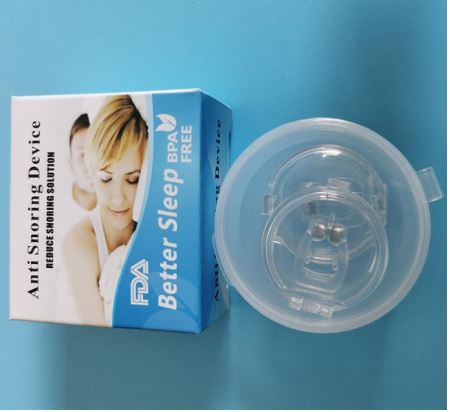 Anti Snoring Device
REDUCE SNORING SOLUTION
FDA
Better Sleep
BPA
FREE